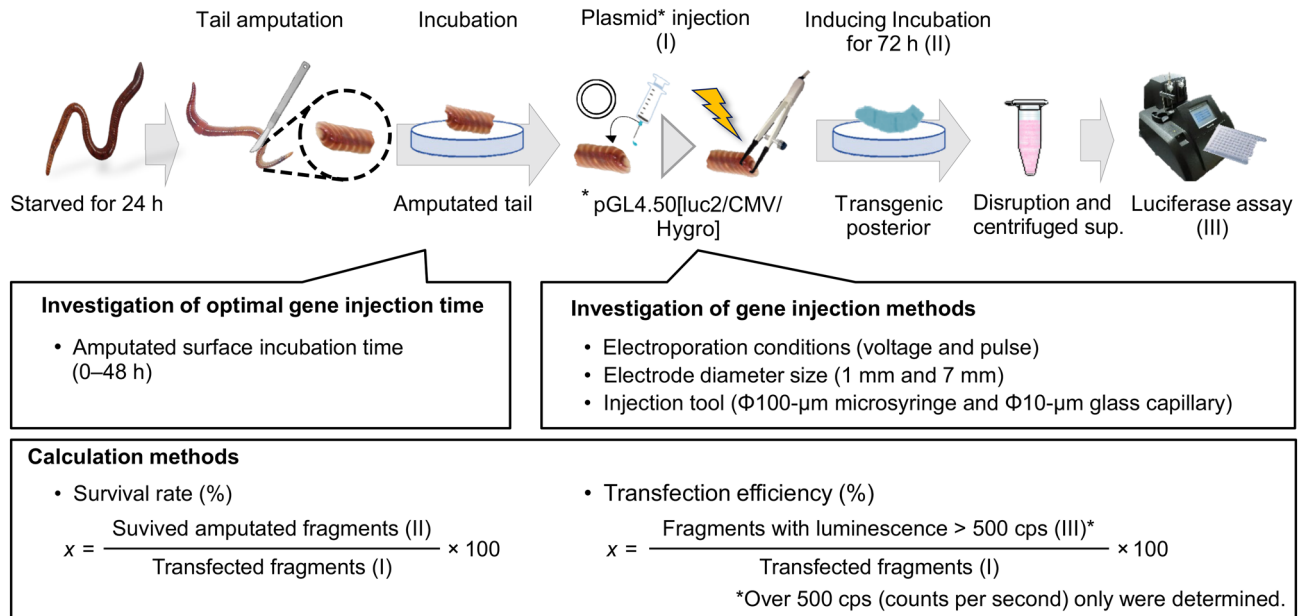 Tail amputation
Incubation
Plasmid* injection
(I)
Inducing Incubation
for 72 h (II)
Starved for 24 h
Amputated tail
* pGL4.50[luc2/CMV/
Hygro]
Transgenic
posterior
Disruption and
centrifuged sup.
Luciferase assay
(III)
Investigation of optimal gene injection time
• Amputated surface incubation time
(0–48 h)
Investigation of gene injection methods
• Electroporation conditions (voltage and pulse)
• Electrode diameter size (1 mm and 7 mm)
• Injection tool (Φ100-μm microsyringe and Φ10-μm glass capillary)
Calculation methods
• Survival rate (%)
x = Suvived amputated fragments (II)
Transfected fragments (I)
× 100
• Transfection efficiency (%)
x = Fragments with luminescence > 500 cps (III)*
Transfected fragments (I)
× 100
*Over 500 cps (counts per second) only were determined.